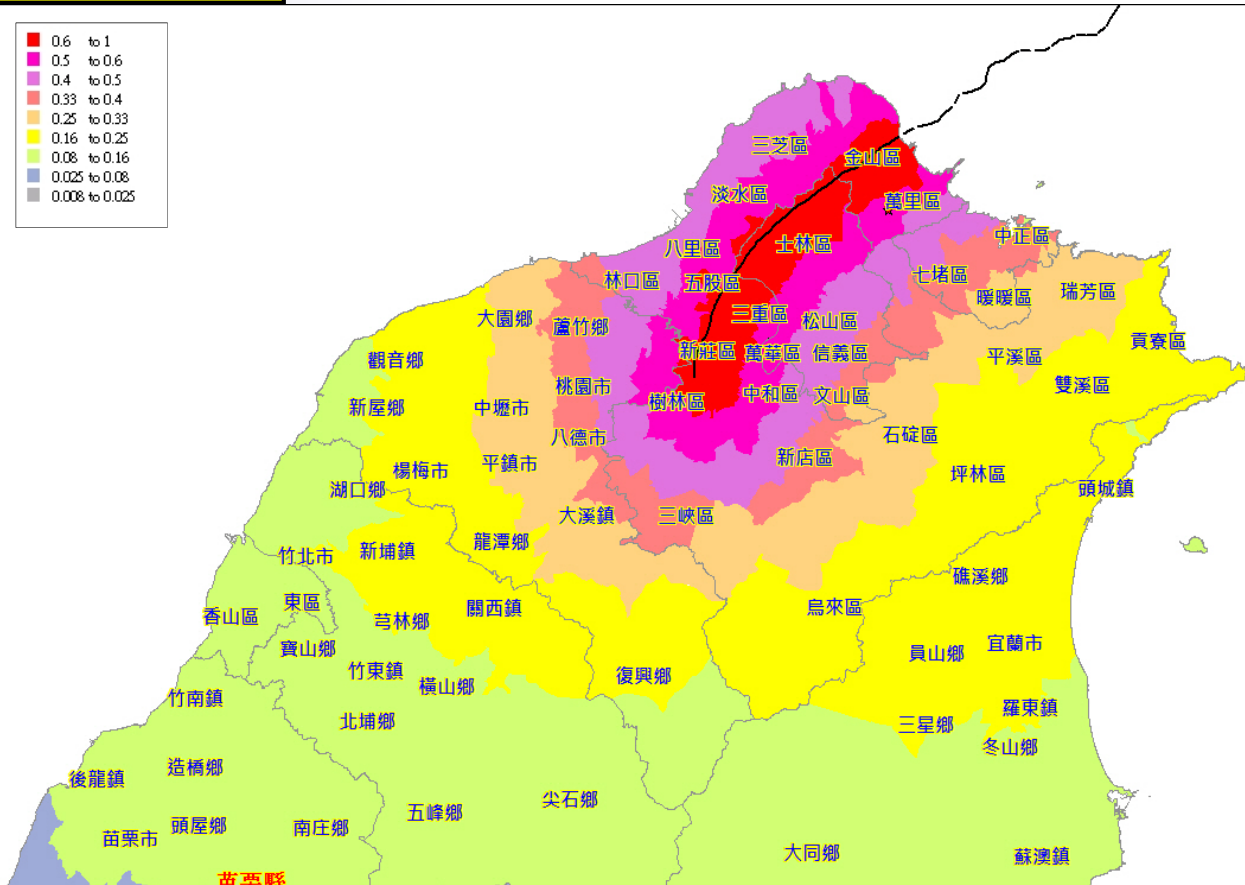 0.6 to 1
0.5 to 0.6
0.4 to 0.5
0.33 to 0.4
0.25 to 0.33
0.16 to 0.25
0.08 to 0.16
0.025 to 0.08
0.008 to 0.025
三芝區
金山區
淡水區
萬里區
八里區
士林區
中正區
林口區
五股區
七堵區
暖暖區
瑞芳區
大園鄉
蘆竹鄉
三重區
松山區
貢寮區
觀音鄉
新莊區
萬華區
信義區
平溪區
桃園市
雙溪區
新屋鄉
中壢市
樹林區
中和區
文山區
八德市
石碇區
楊梅市
平鎮市
新店區
坪林區
湖口鄉
頭城鎮
大溪鎮
三峽區
竹北市
新埔鎮
龍潭鄉
礁溪鄉
香山區
東區
芎林鄉
關西鎮
烏來區
寶山鄉
竹東鎮
橫山鄉
復興鄉
員山鄉
宜蘭市
竹南鎮
北埔鄉
三星鄉
羅東鎮
冬山鄉
後龍鎮
造橋鄉
五峰鄉
尖石鄉
苗栗市
頭屋鄉
南庄鄉
大同鄉
蘇澳鎮
苗栗縣